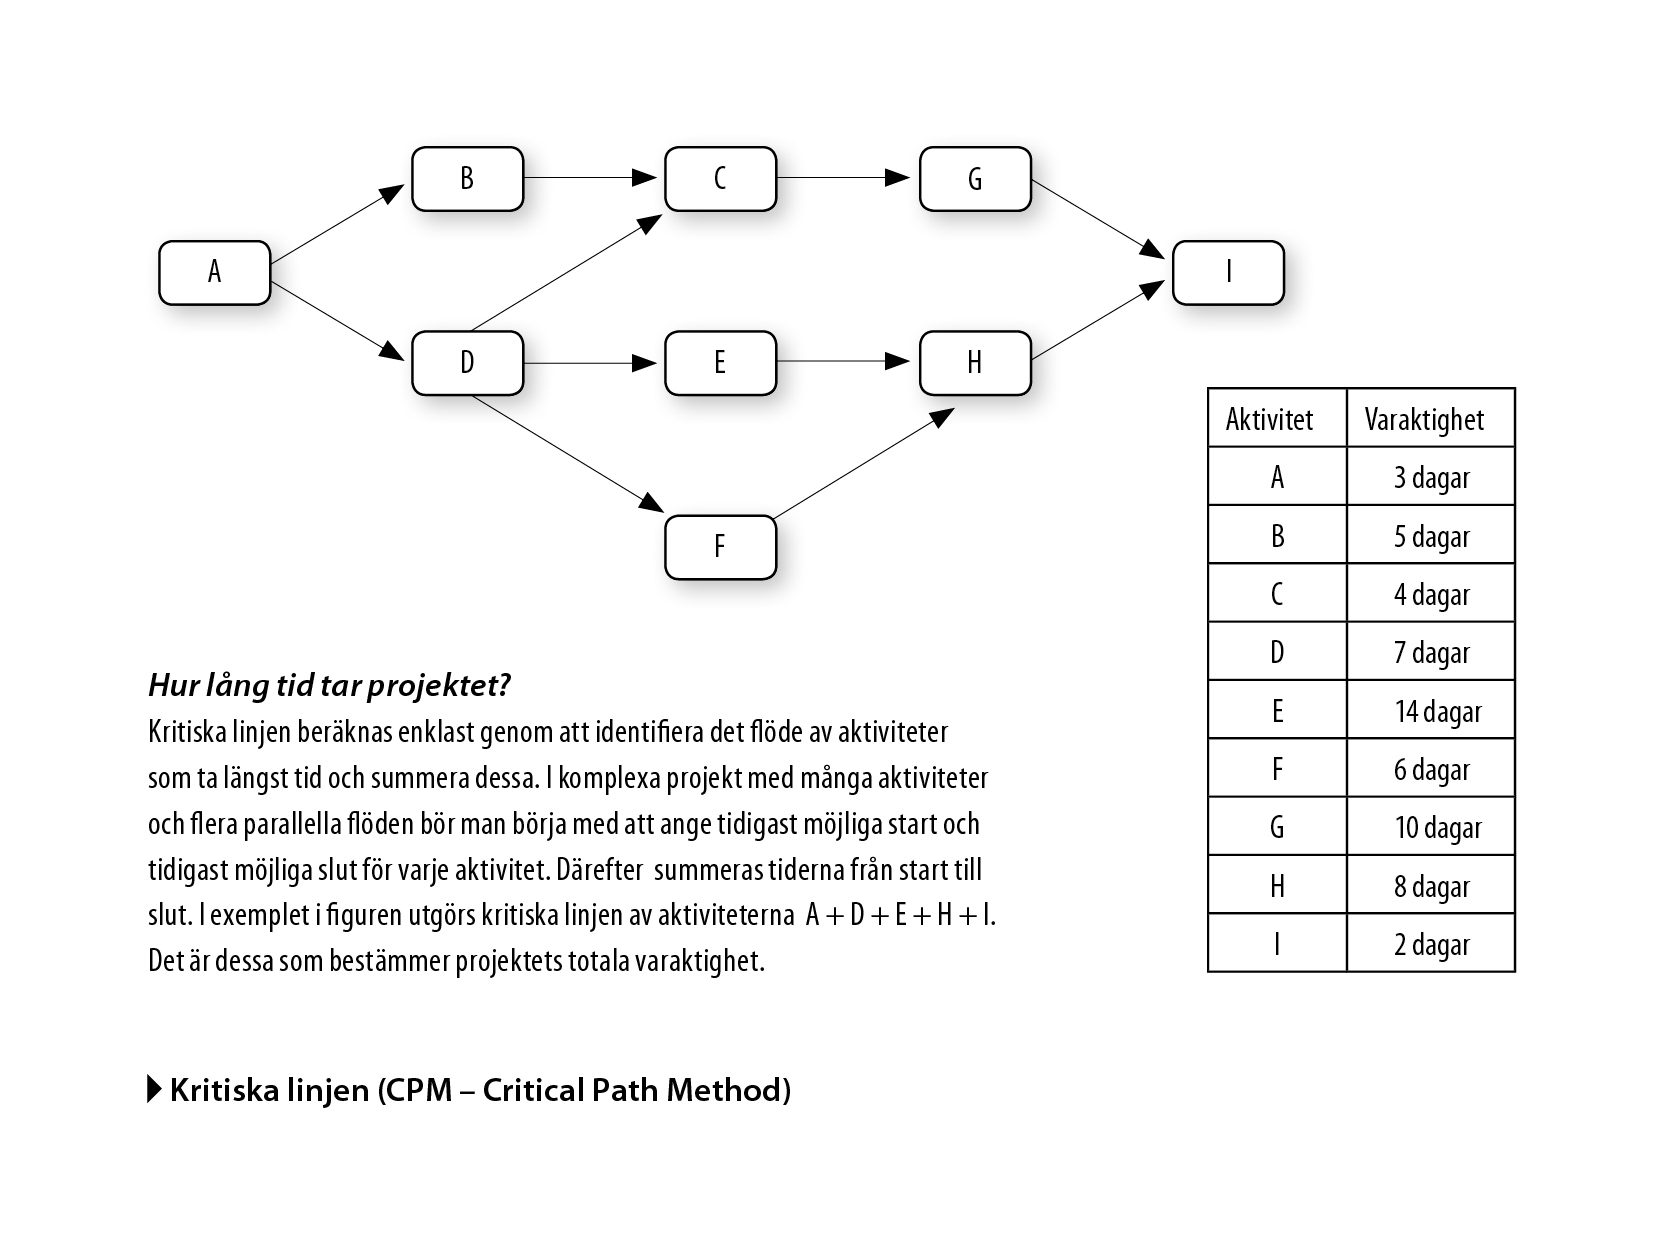 B
C
G
A
I
D
E
H
F
Aktivitet Varaktighet
A 3 dagar
B 5 dagar
C 4 dagar
D 7 dagar
E 14 dagar
F 6 dagar
G 10 dagar
H 8 dagar
I 2 dagar
Hur lång tid tar projektet?
Kritiska linjen beräknas enklast genom att identifiera det flöde av aktiviteter
som ta längst tid och summera dessa. I komplexa projekt med många aktiviteter
och flera parallella flöden bör man börja med att ange tidigast möjliga start och
tidigast möjliga slut för varje aktivitet. Därefter summeras tiderna från start till
slut. I exemplet i figuren utgörs kritiska linjen av aktiviteterna A + D + E + H + I.
Det är dessa som bestämmer projektets totala varaktighet.
Kritiska linjen (CPM – Critical Path Method)